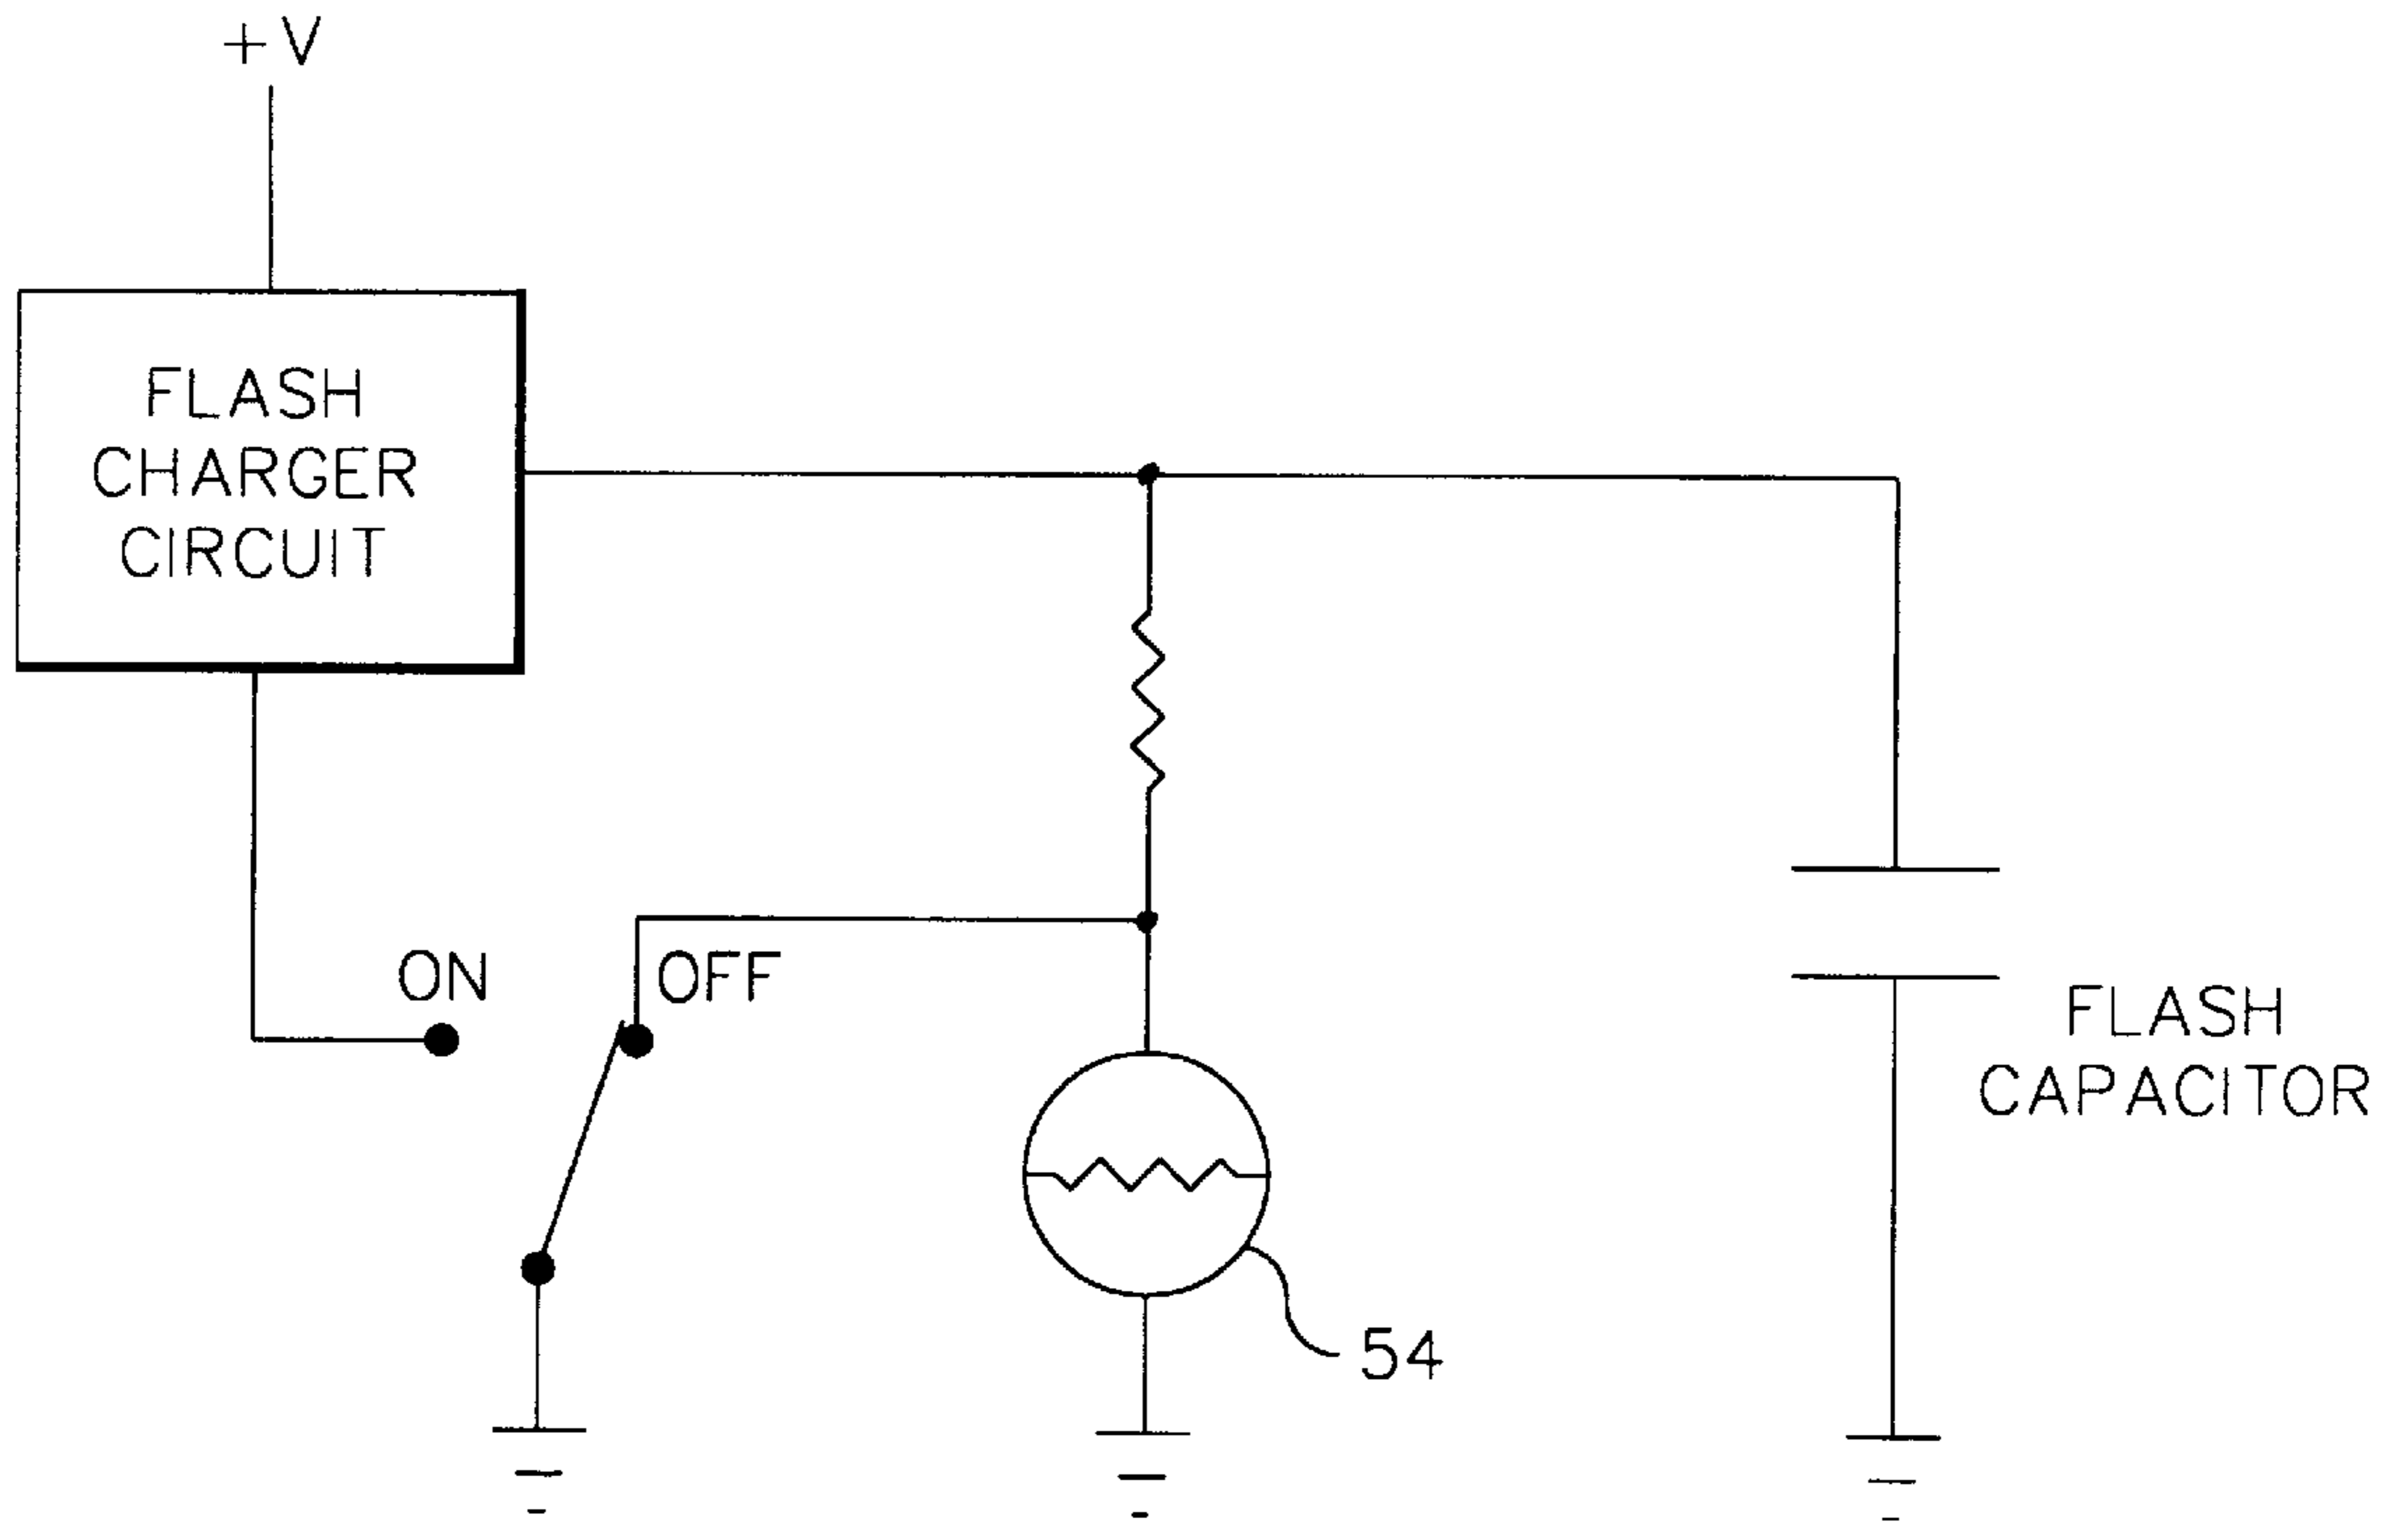 +V
FLASH
CHARGER
CIRCUIT
ON
OFF
FLASH
CAPACITOR
54